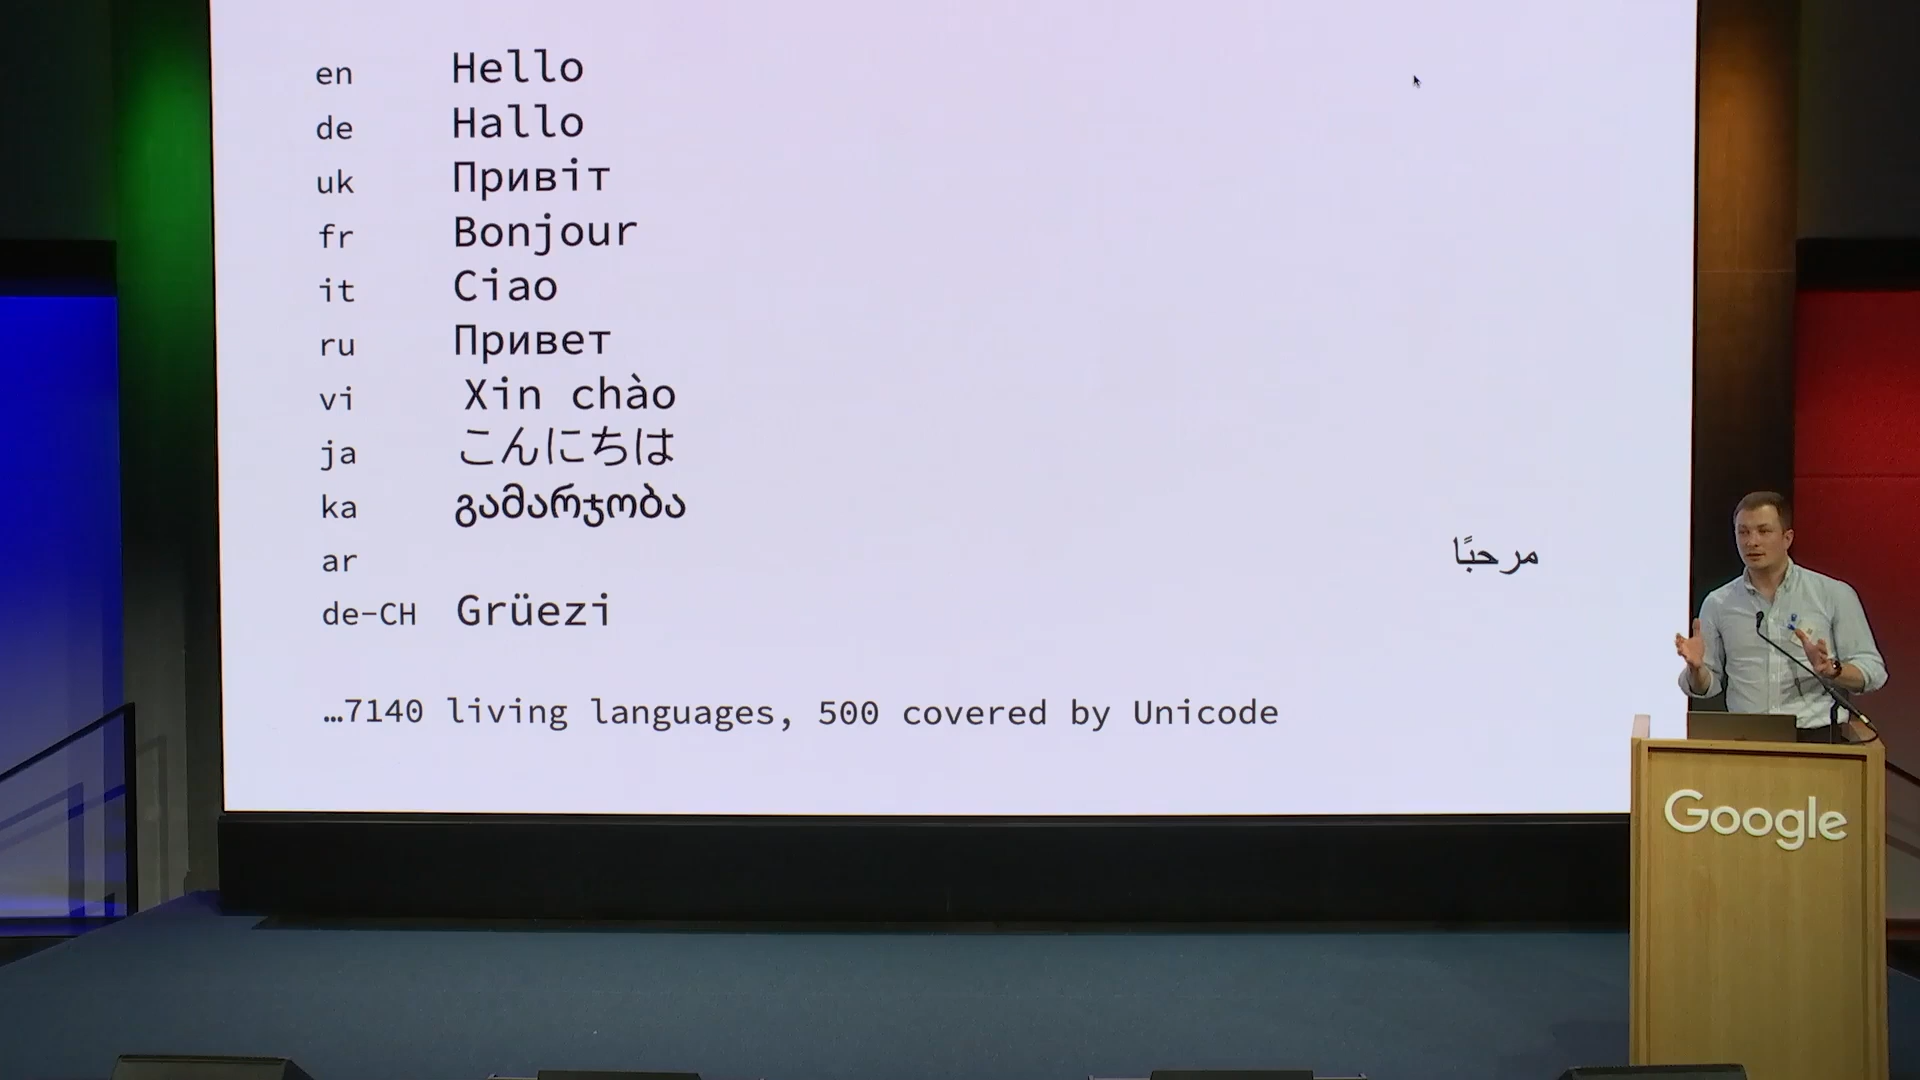 en Hello
de Hallo
uk Привіт
fr Bonjour
it Ciao
ru Привет
vi Xin chào
ja こんにちは
ka გამარჯობა
ar مرحبًا
de-CH Grüezi
…7140 living languages, 500 covered by Unicode
Google